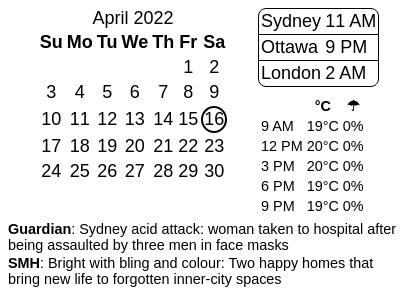 April 2022
Su Mo Tu We Th Fr Sa
1 2
3 4 5 6 7 8 9
10 11 12 13 14 15 16
17 18 19 20 21 22 23
24 25 26 27 28 29 30
Sydney 11 AM
Ottawa 9 PM
London 2 AM
°C ☂
9 AM 19°C 0%
12 PM 20°C 0%
3 PM 20°C 0%
6 PM 19°C 0%
9 PM 19°C 0%
Guardian: Sydney acid attack: woman taken to hospital after
being assaulted by three men in face masks
SMH: Bright with bling and colour: Two happy homes that
bring new life to forgotten inner-city spaces